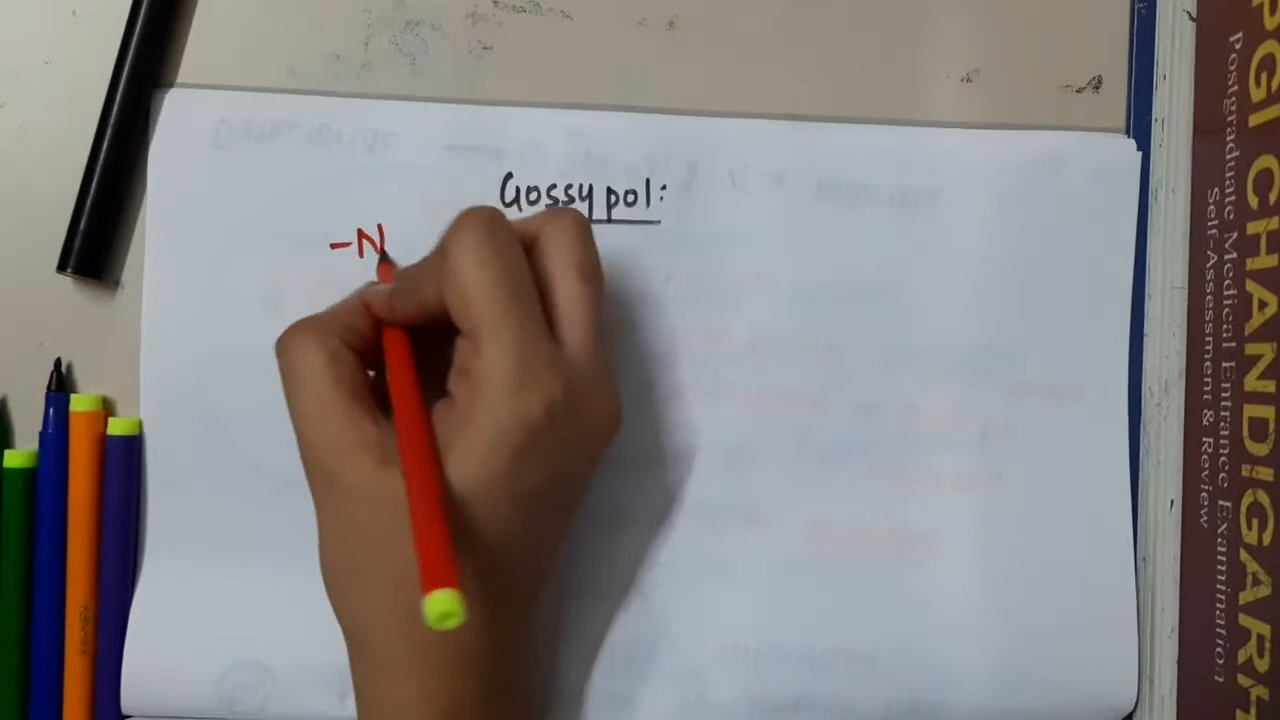 Gossypol:
-N
PGI CHANDIGARH
Postgraduate Medical Entrance Examination
Self-Assessment & Review